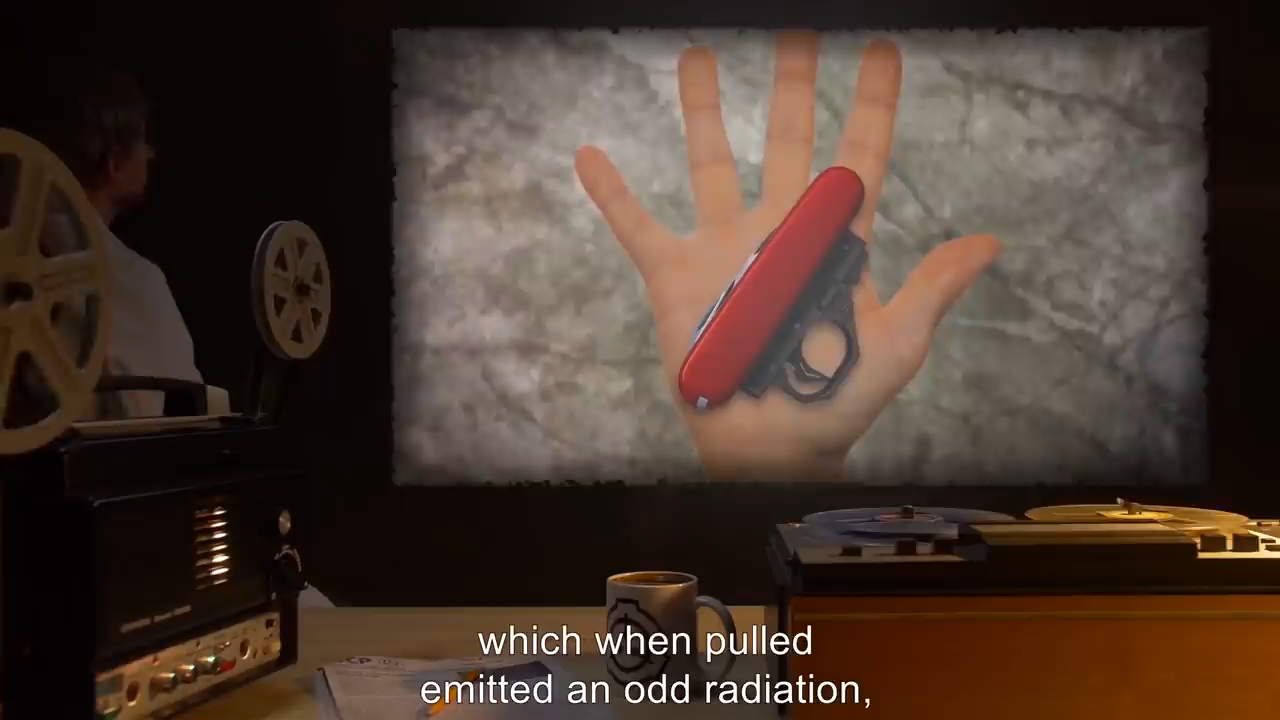 which when pulled
emitted an odd radiation,